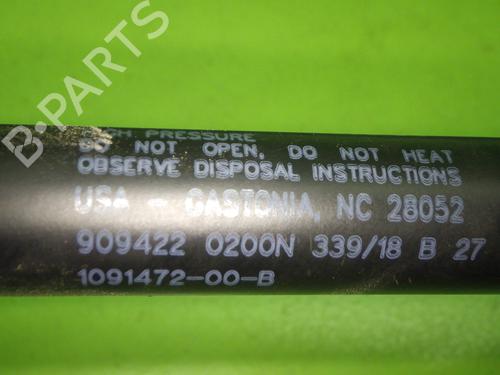 B-PARTS
HIGH PRESSURE
DO NOT OPEN, DO NOT HEAT
OBSERVE DISPOSAL INSTRUCTIONS
USA - GASTONIA, NC 28052
909422 0200N 339/18 B 27
1091472-00-B